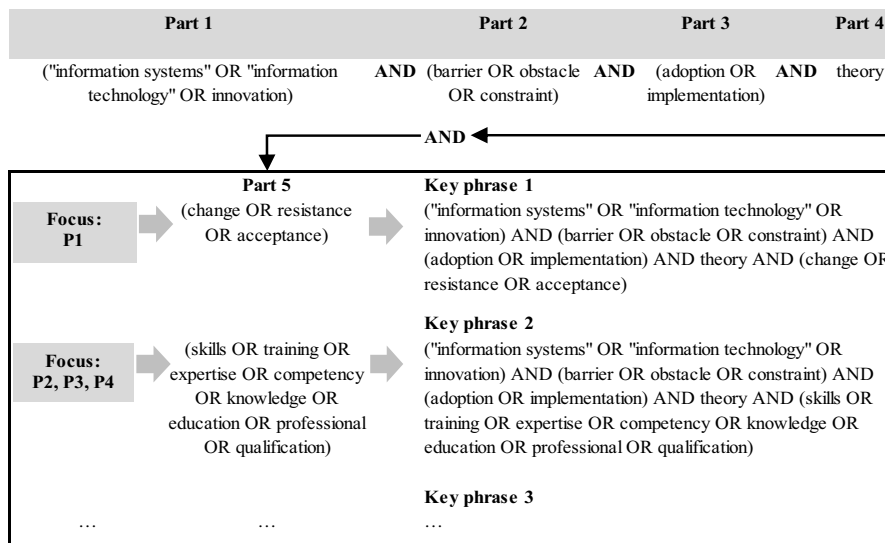 Part 1 Part 2 Part 3 Part 4
("information systems" OR "information AND (barrier OR obstacle AND (adoption OR AND theory
technology" OR innovation) OR constraint) implementation)
AND
Part 5 Key phrase 1
Focus: (change OR resistance ("information systems" OR "information technology" OR
P1 OR acceptance) innovation) AND (barrier OR obstacle OR constraint) AND
(adoption OR implementation) AND theory AND (change OR
resistance OR acceptance)
Key phrase 2
Focus: (skills OR training OR ("information systems" OR "information technology" OR
P2, P3, P4 expertise OR competency innovation) AND (barrier OR obstacle OR constraint) AND
OR knowledge OR (adoption OR implementation) AND theory AND (skills OR
education OR professional training OR expertise OR competency OR knowledge OR
OR qualification) education OR professional OR qualification)
Key phrase 3
… … …